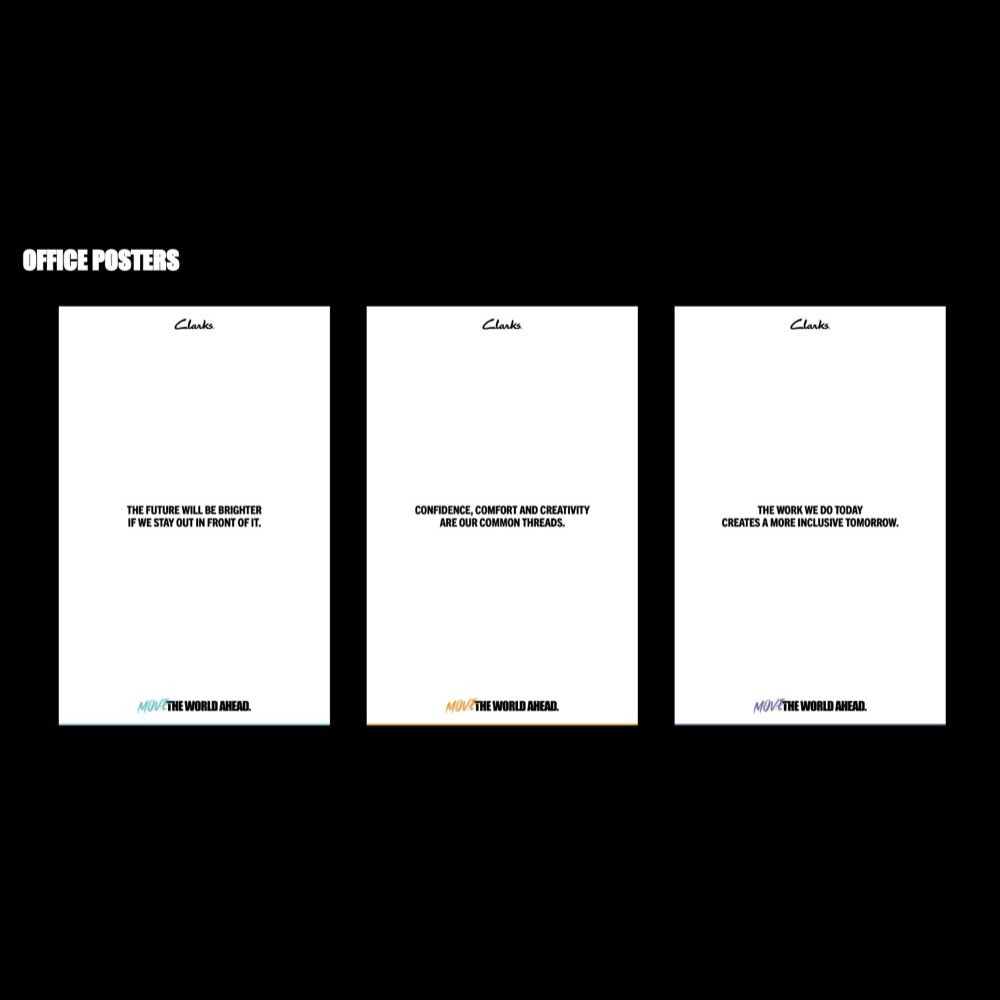 OFFICE POSTERS
Clarks.
THE FUTURE WILL BE BRIGHTER
IF WE STAY OUT IN FRONT OF IT.
MOVE THE WORLD AHEAD.
Clarks.
CONFIDENCE, COMFORT AND CREATIVITY
ARE OUR COMMON THREADS.
MOVE THE WORLD AHEAD.
Clarks.
THE WORK WE DO TODAY
CREATES A MORE INCLUSIVE TOMORROW.
MOVE THE WORLD AHEAD.